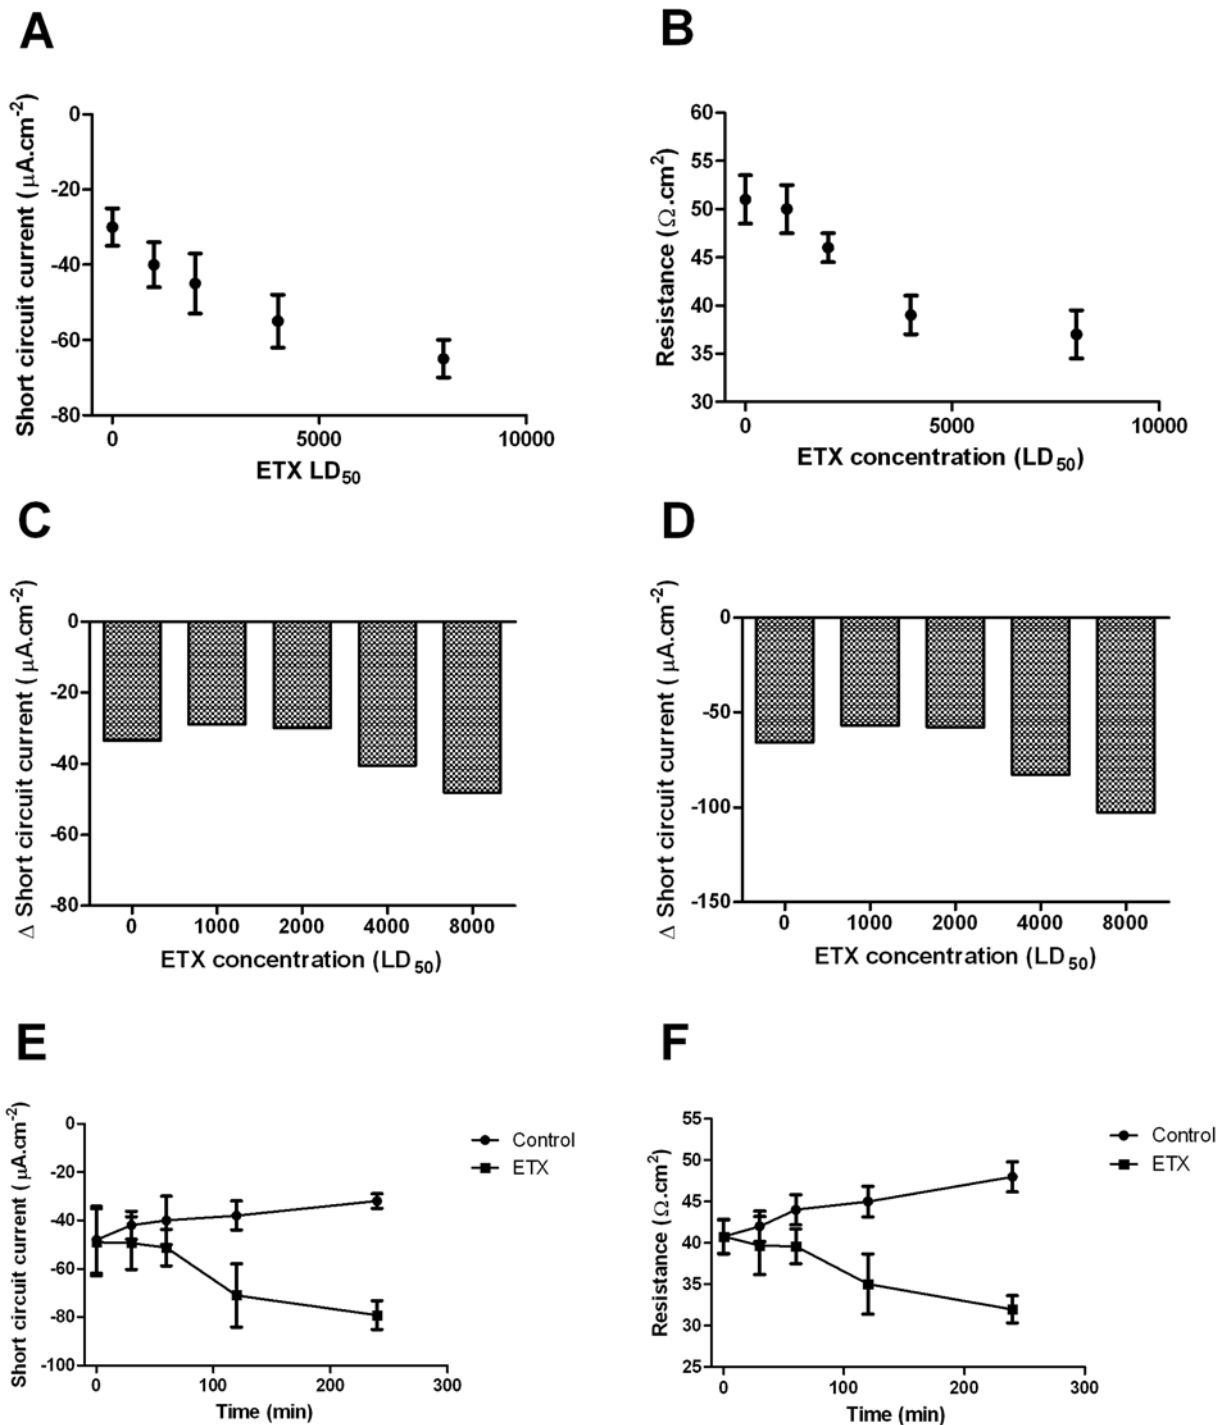 A
Short circuit current ( μA.cm-2)
0
-20
-40
-60
-80
0
5000
10000
ETX LD50
B
Resistance (Ω.cm2)
60
55
50
45
40
35
30
0
5000
10000
ETX concentration (LD50)
C
Δ Short circuit current ( μA.cm-2)
0
-20
-40
-60
-80
0
1000
2000
4000
8000
ETX concentration (LD50)
D
Δ Short circuit current ( μA.cm-2)
0
-50
-100
-150
0
1000
2000
4000
8000
ETX concentration (LD50)
E
Short circuit current ( μA.cm-2)
0
-20
-40
-60
-80
-100
0
100
200
300
Time (min)
Control
ETX
F
Resistance (Ω.cm2)
55
50
45
40
35
30
25
0
100
200
300
Time (min)
Control
ETX